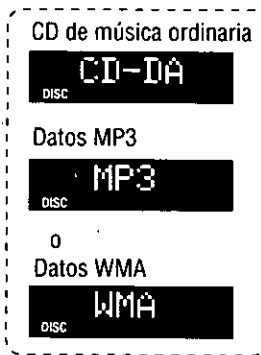 CD de música ordinaria
CD-DA
DISC
Datos MP3
MP3
DISC
o
Datos WMA
WMA
DISC